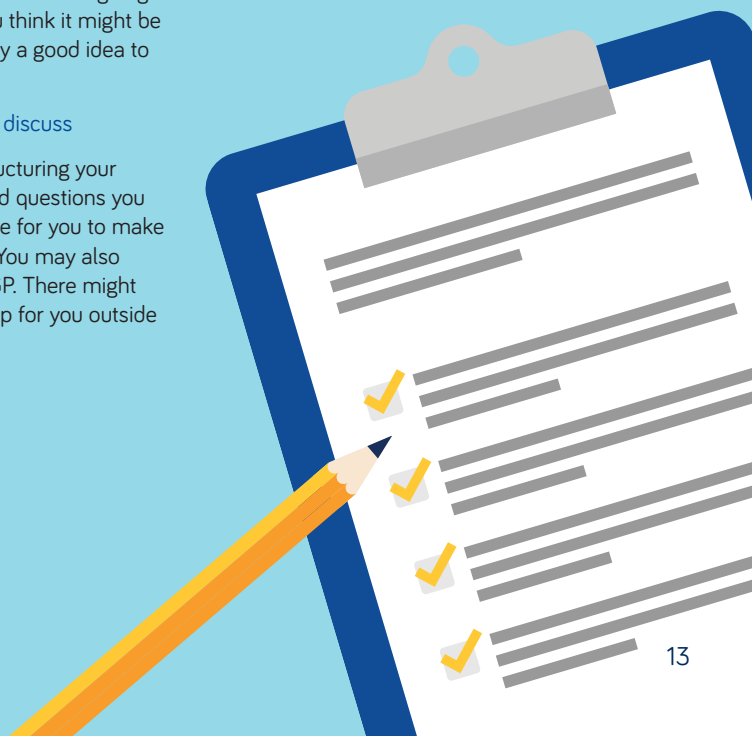 u think it might be
y a good idea to
discuss
ucturing your
d questions you
e for you to make
You may also
GP. There might
p for you outside
13